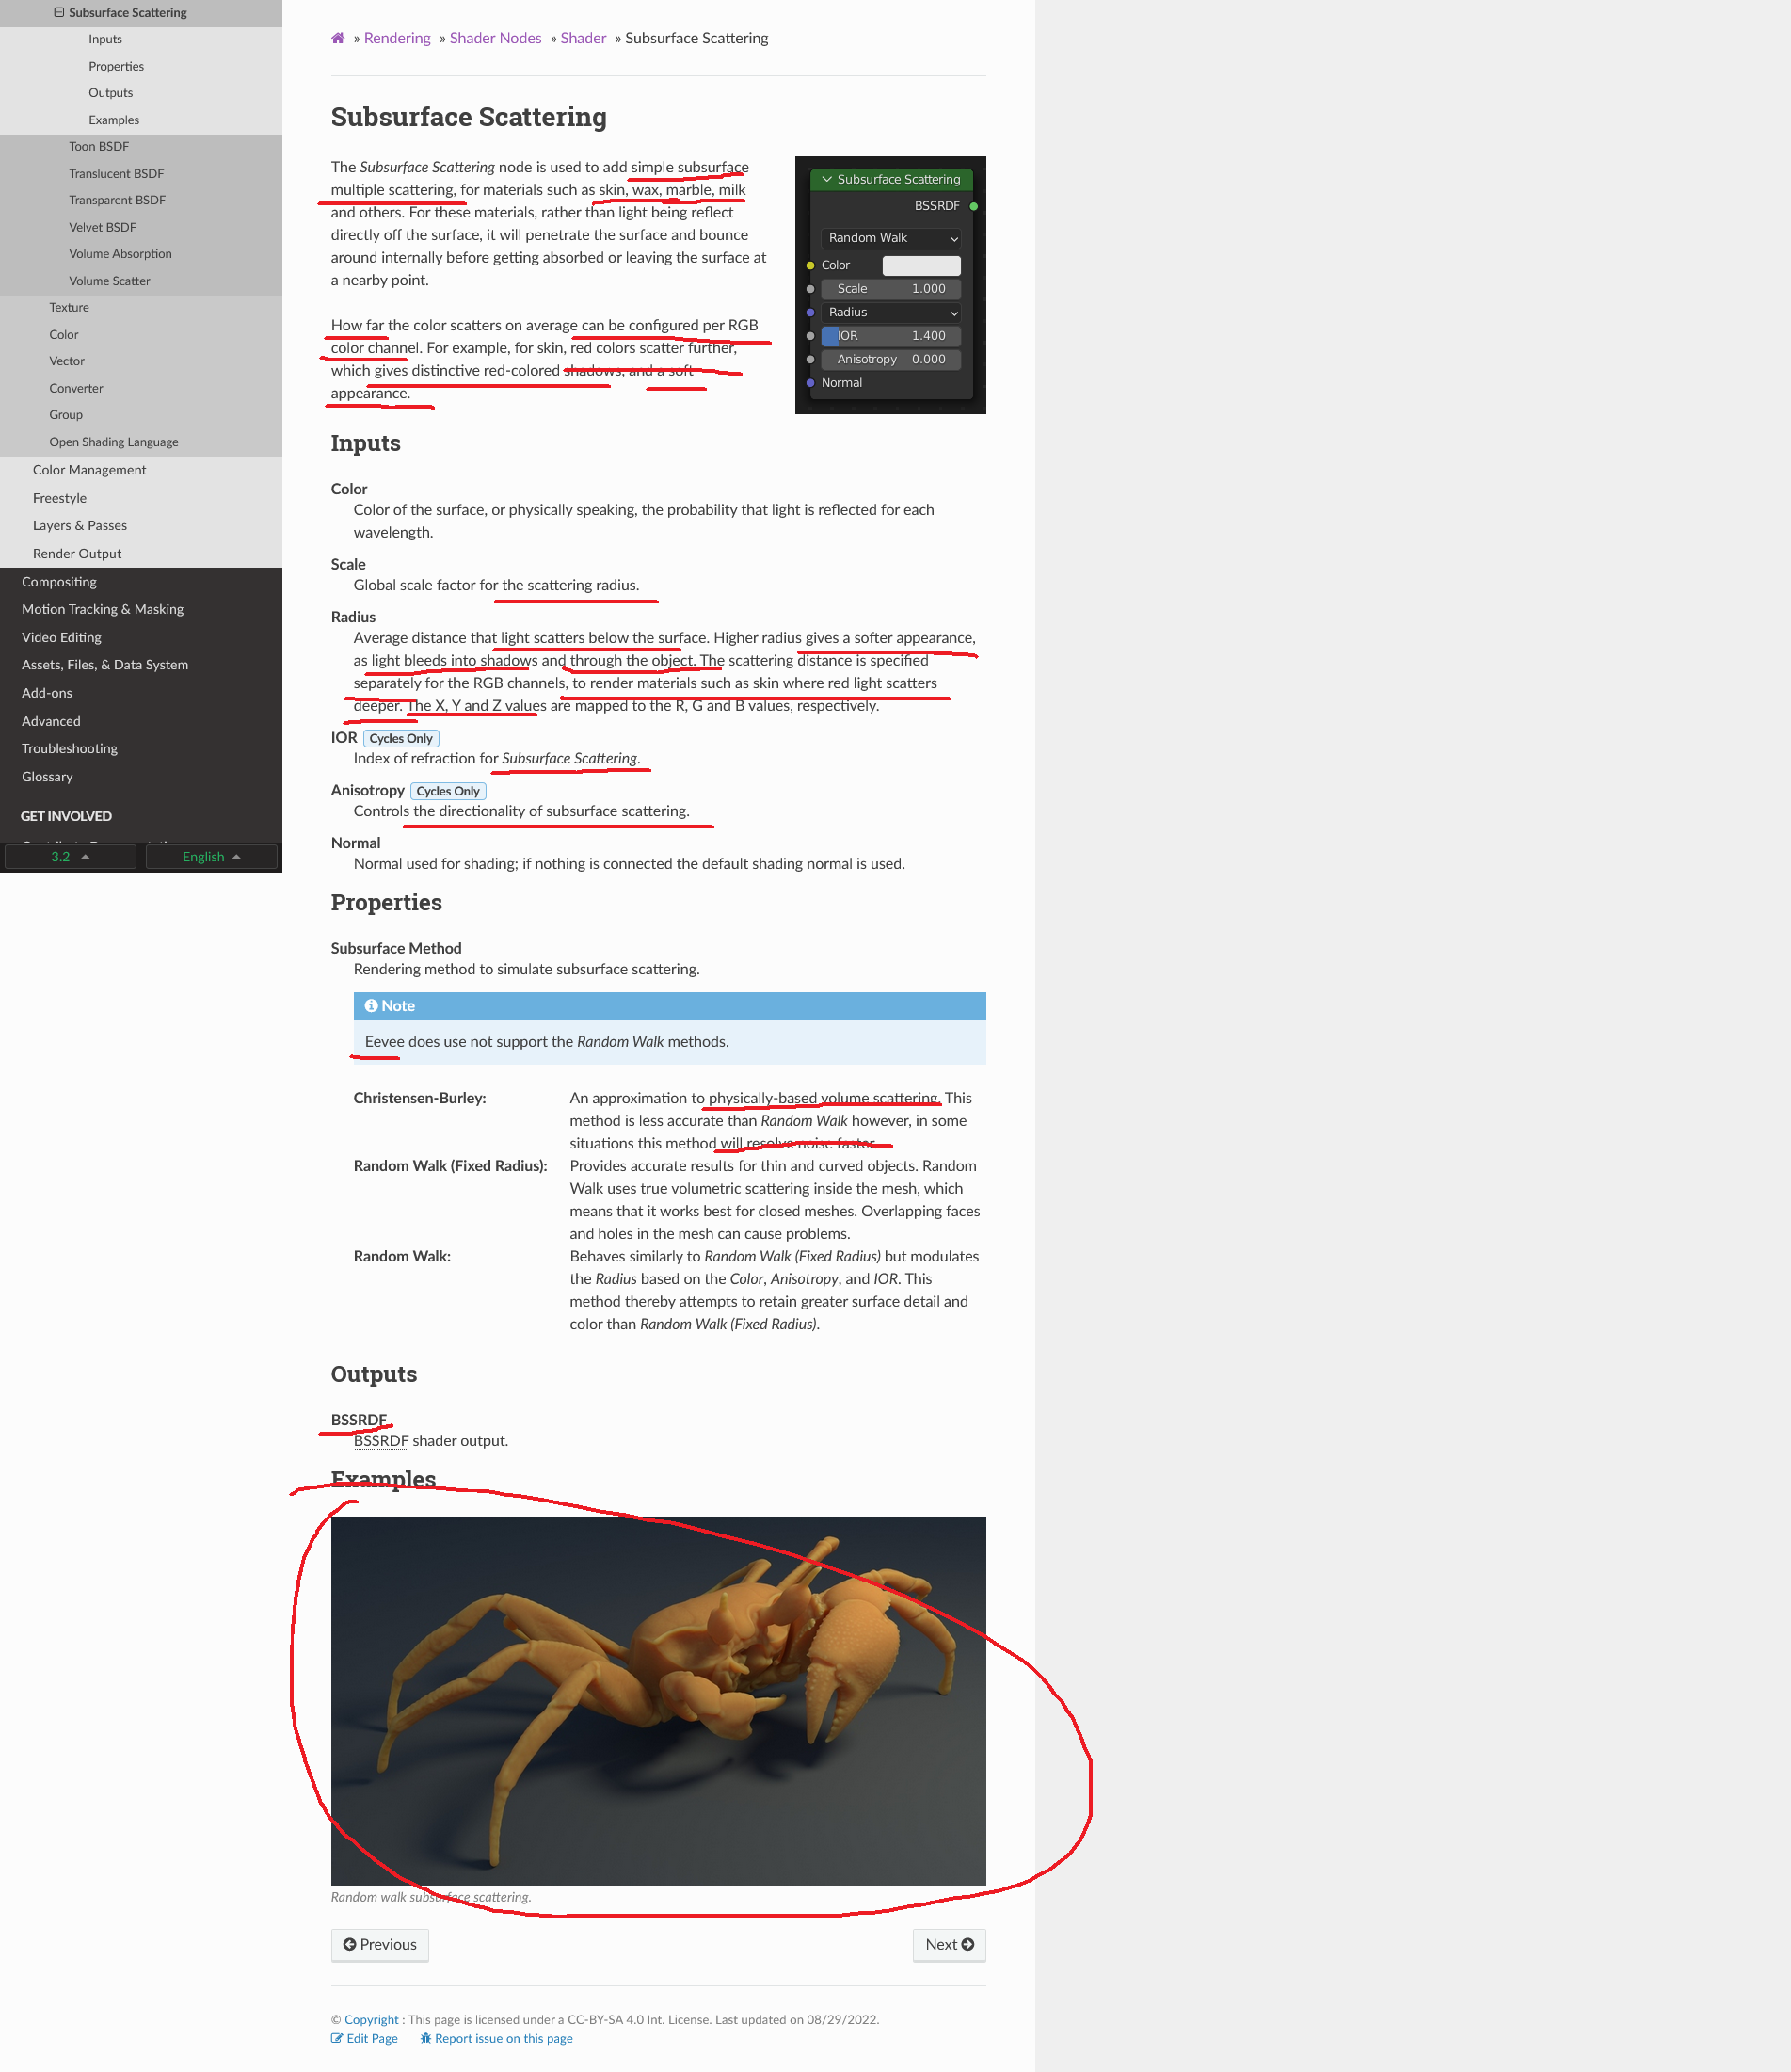 Subsurface Scattering
Inputs
Properties
Outputs
Examples
Toon BSDF
Translucent BSDF
Transparent BSDF
Velvet BSDF
Volume Absorption
Volume Scatter
Texture
Color
Vector
Converter
Group
Open Shading Language
Color Management
Freestyle
Layers & Passes
Render Output
Compositing
Motion Tracking & Masking
Video Editing
Assets, Files, & Data System
Add-ons
Advanced
Troubleshooting
Glossary
GET INVOLVED
3.2
English
» Rendering » Shader Nodes » Shader » Subsurface Scattering
Subsurface Scattering
The Subsurface Scattering node is used to add simple subsurface
multiple scattering, for materials such as skin, wax, marble, milk
and others. For these materials, rather than light being reflect
directly off the surface, it will penetrate the surface and bounce
around internally before getting absorbed or leaving the surface at
a nearby point.
How far the color scatters on average can be configured per RGB
color channel. For example, for skin, red colors scatter further,
which gives distinctive red-colored shadows, and a soft
appearance.
Subsurface Scattering
BSSRDF
Random Walk
Color
Scale 1.000
Radius
IOR 1.400
Anisotropy 0.000
Normal
Inputs
Color
Color of the surface, or physically speaking, the probability that light is reflected for each
wavelength.
Scale
Global scale factor for the scattering radius.
Radius
Average distance that light scatters below the surface. Higher radius gives a softer appearance,
as light bleeds into shadows and through the object. The scattering distance is specified
separately for the RGB channels, to render materials such as skin where red light scatters
deeper. The X, Y and Z values are mapped to the R, G and B values, respectively.
IOR Cycles Only
Index of refraction for Subsurface Scattering.
Anisotropy Cycles Only
Controls the directionality of subsurface scattering.
Normal
Normal used for shading; if nothing is connected the default shading normal is used.
Properties
Subsurface Method
Rendering method to simulate subsurface scattering.
Note
Eevee does use not support the Random Walk methods.
Christensen-Burley: An approximation to physically-based volume scattering. This
method is less accurate than Random Walk however, in some
situations this method will resolve noise faster.
Random Walk (Fixed Radius): Provides accurate results for thin and curved objects. Random
Walk uses true volumetric scattering inside the mesh, which
means that it works best for closed meshes. Overlapping faces
and holes in the mesh can cause problems.
Random Walk: Behaves similarly to Random Walk (Fixed Radius) but modulates
the Radius based on the Color, Anisotropy, and IOR. This
method thereby attempts to retain greater surface detail and
color than Random Walk (Fixed Radius).
Outputs
BSSRDF
BSSRDF shader output.
Examples
Random walk subsurface scattering.
Previous
Next
© Copyright : This page is licensed under a CC-BY-SA 4.0 Int. License. Last updated on 08/29/2022.
Edit Page Report issue on this page